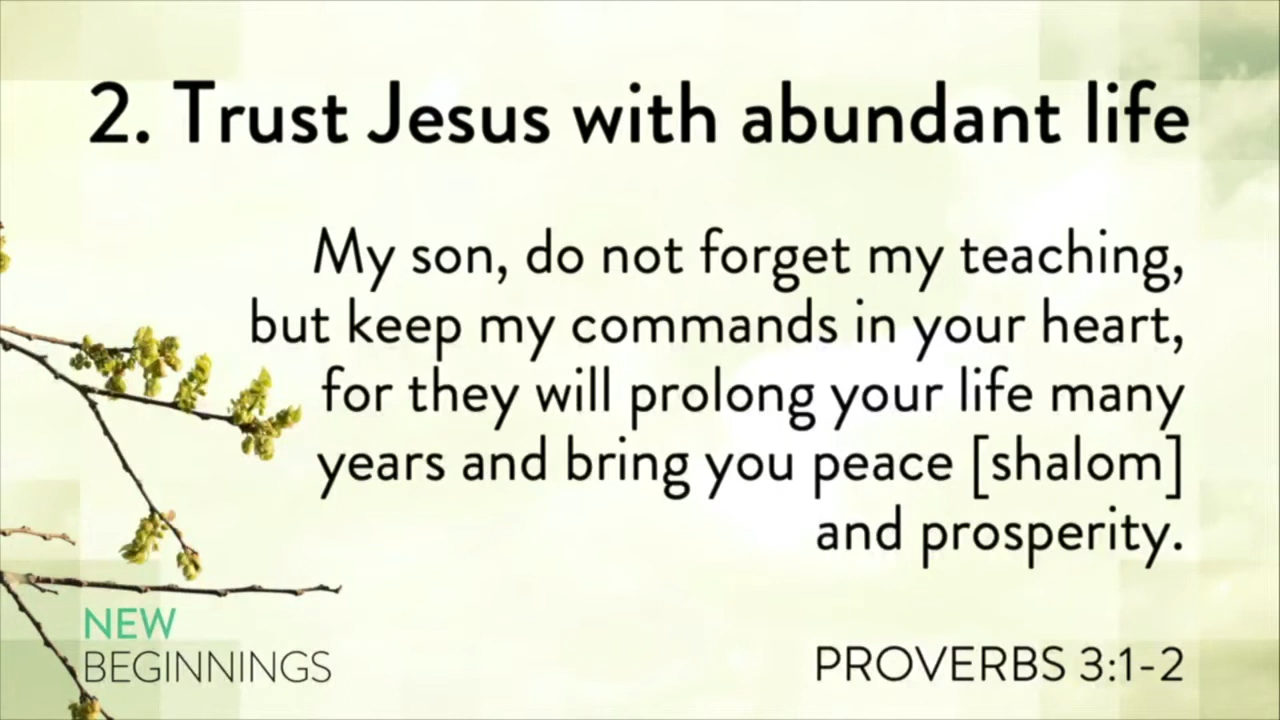 2. Trust Jesus with abundant life
My son, do not forget my teaching,
but keep my commands in your heart,
for they will prolong your life many
years and bring you peace [shalom]
and prosperity.
NEW
BEGINNINGS
PROVERBS 3:1-2